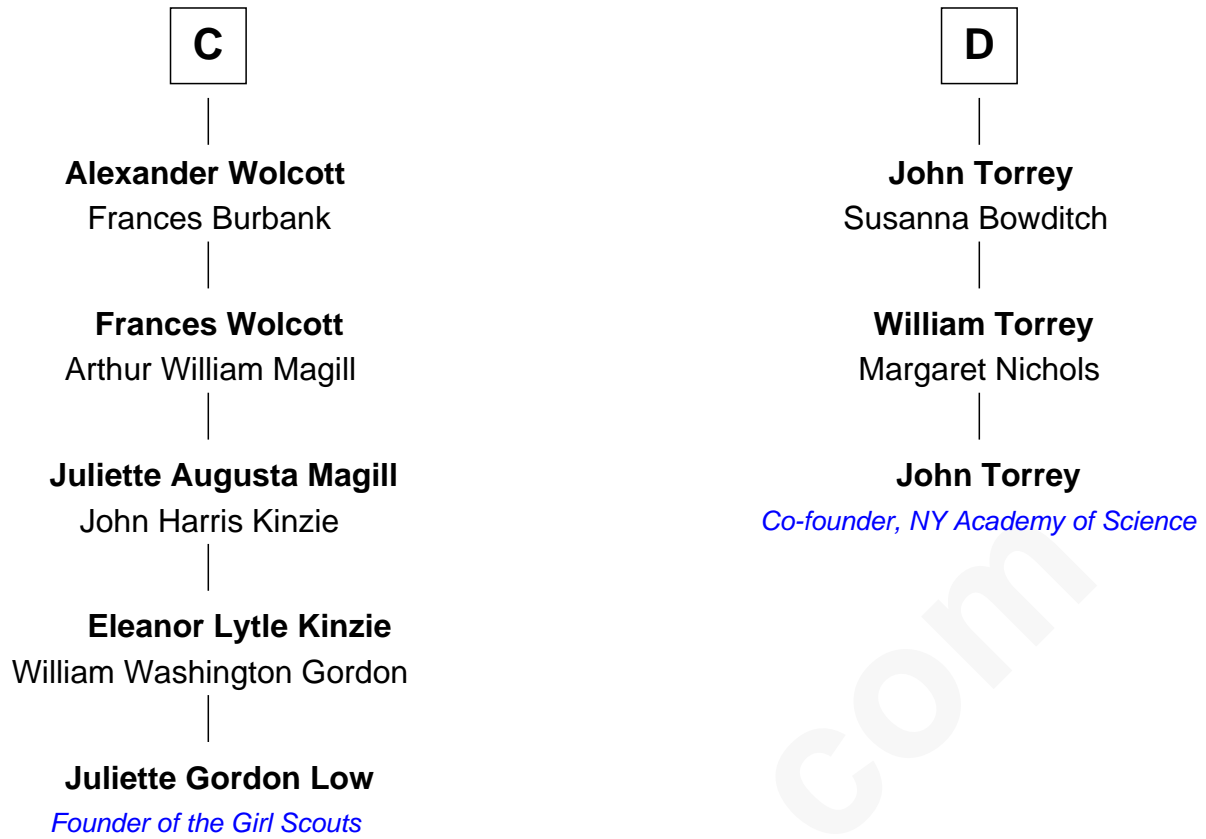 C
Alexander Wolcott
Frances Burbank
Frances Wolcott
Arthur William Magill
Juliette Augusta Magill
John Harris Kinzie
Eleanor Lytle Kinzie
William Washington Gordon
Juliette Gordon Low
Founder of the Girl Scouts
D
John Torrey
Susanna Bowditch
William Torrey
Margaret Nichols
John Torrey
Co-founder, NY Academy of Science
com